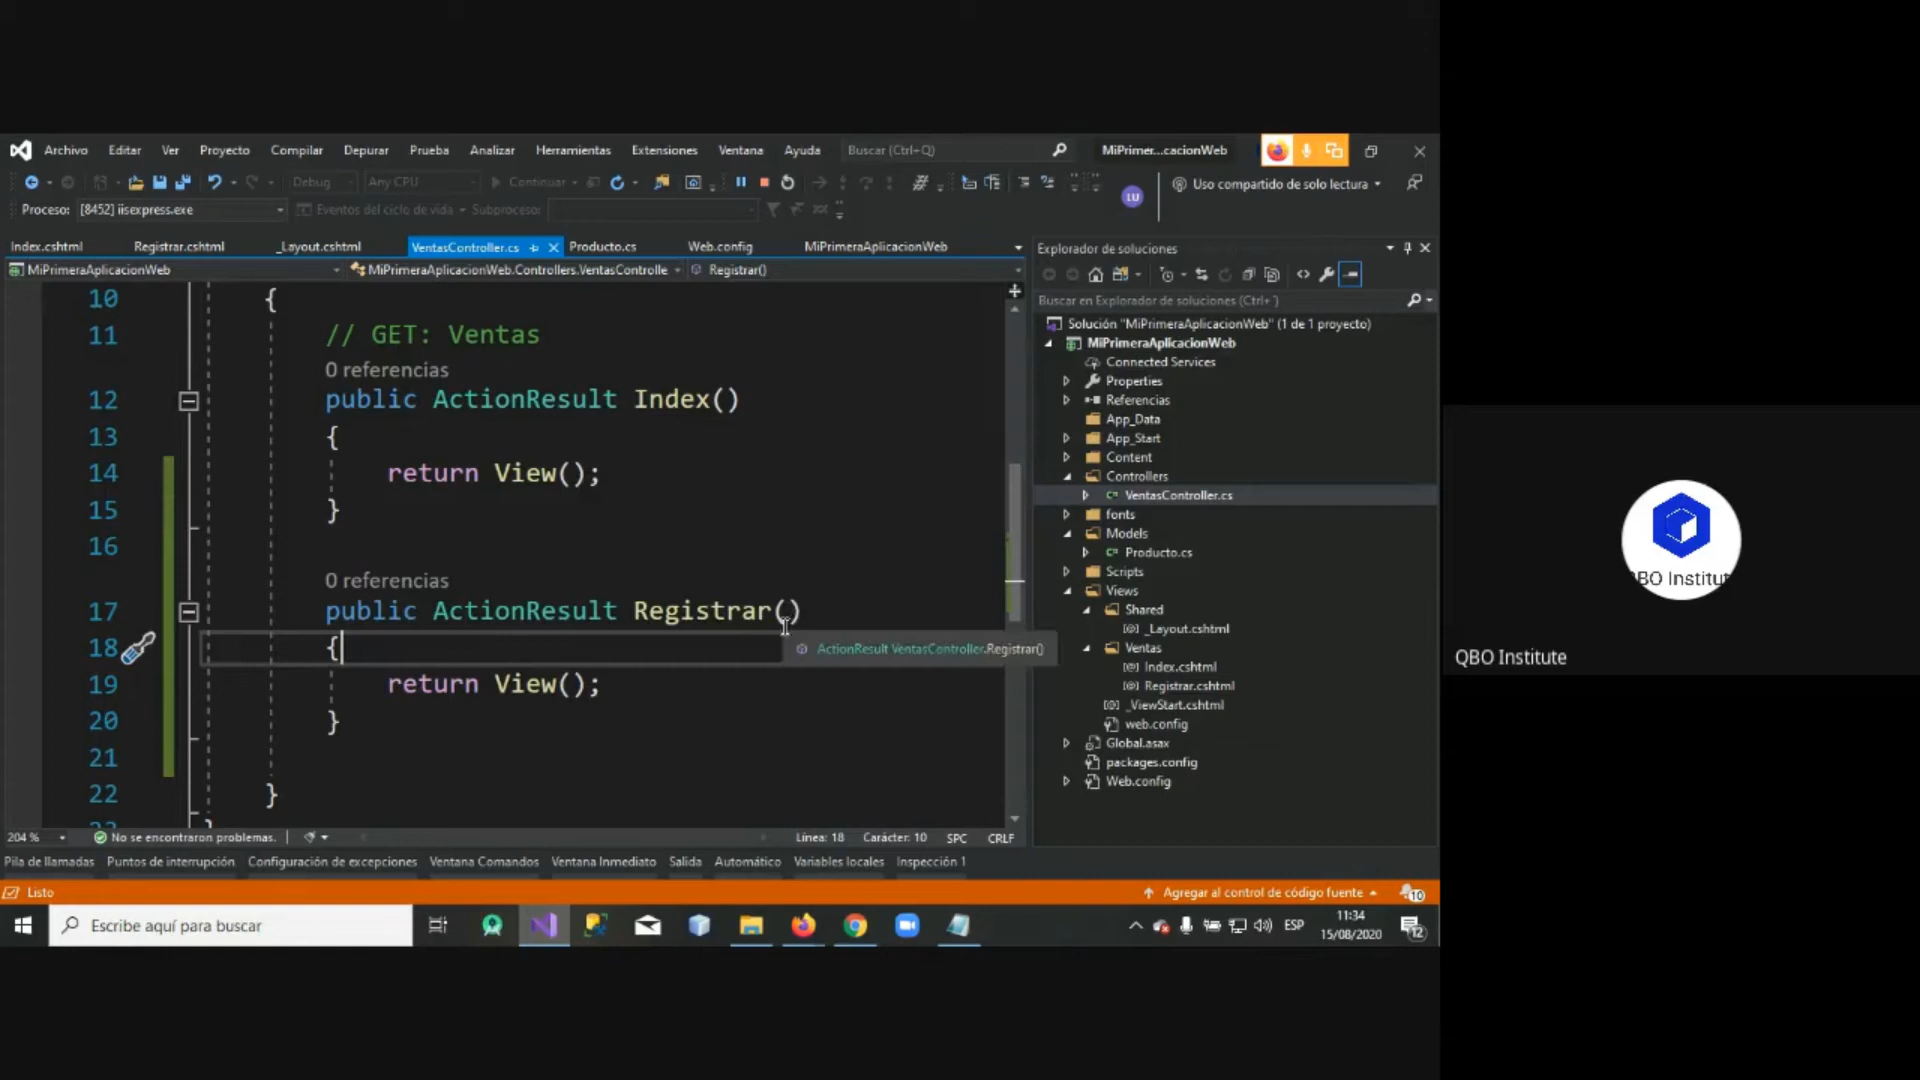 Archivo Editar Ver Proyecto Compilar Depurar Prueba Analizar Herramientas Extensiones Ventana Ayuda Buscar (Ctrl+Q) MiPrimer...cacionWeb
Debug Any CPU Continuar LU Uso compartido de solo lectura
Proceso: [8452] iisexpress.exe Eventos del ciclo de vida Subproceso:
Index.cshtml Registrar.cshtml _Layout.cshtml VentasController.cs Producto.cs Web.config MiPrimeraAplicacionWeb
MiPrimeraAplicacionWeb MiPrimeraAplicacionWeb.Controllers.VentasControlle Registrar()
10 {
11 // GET: Ventas
0 referencias
12 public ActionResult Index()
13 {
14 return View();
15 }
16
0 referencias
17 public ActionResult Registrar()
18 {
ActionResult VentasController.Registrar()
19 return View();
20 }
21
22 }
204 % No se encontraron problemas. Línea: 18 Carácter: 10 SPC CRLF
Explorador de soluciones
Buscar en Explorador de soluciones (Ctrl+ )
Solución "MiPrimeraAplicacionWeb" (1 de 1 proyecto)
MiPrimeraAplicacionWeb
Connected Services
Properties
Referencias
App_Data
App_Start
Content
Controllers
VentasController.cs
fonts
Models
Producto.cs
Scripts
Views
Shared
_Layout.cshtml
Ventas
Index.cshtml
Registrar.cshtml
_ViewStart.cshtml
web.config
Global.asax
packages.config
Web.config
Pila de llamadas Puntos de interrupción Configuración de excepciones Ventana Comandos Ventana Inmediato Salida Automático Variables locales Inspección 1
Listo Agregar al control de código fuente 10
Escribe aquí para buscar ESP 11:34 15/08/2020 12
BO Institut
QBO Institute